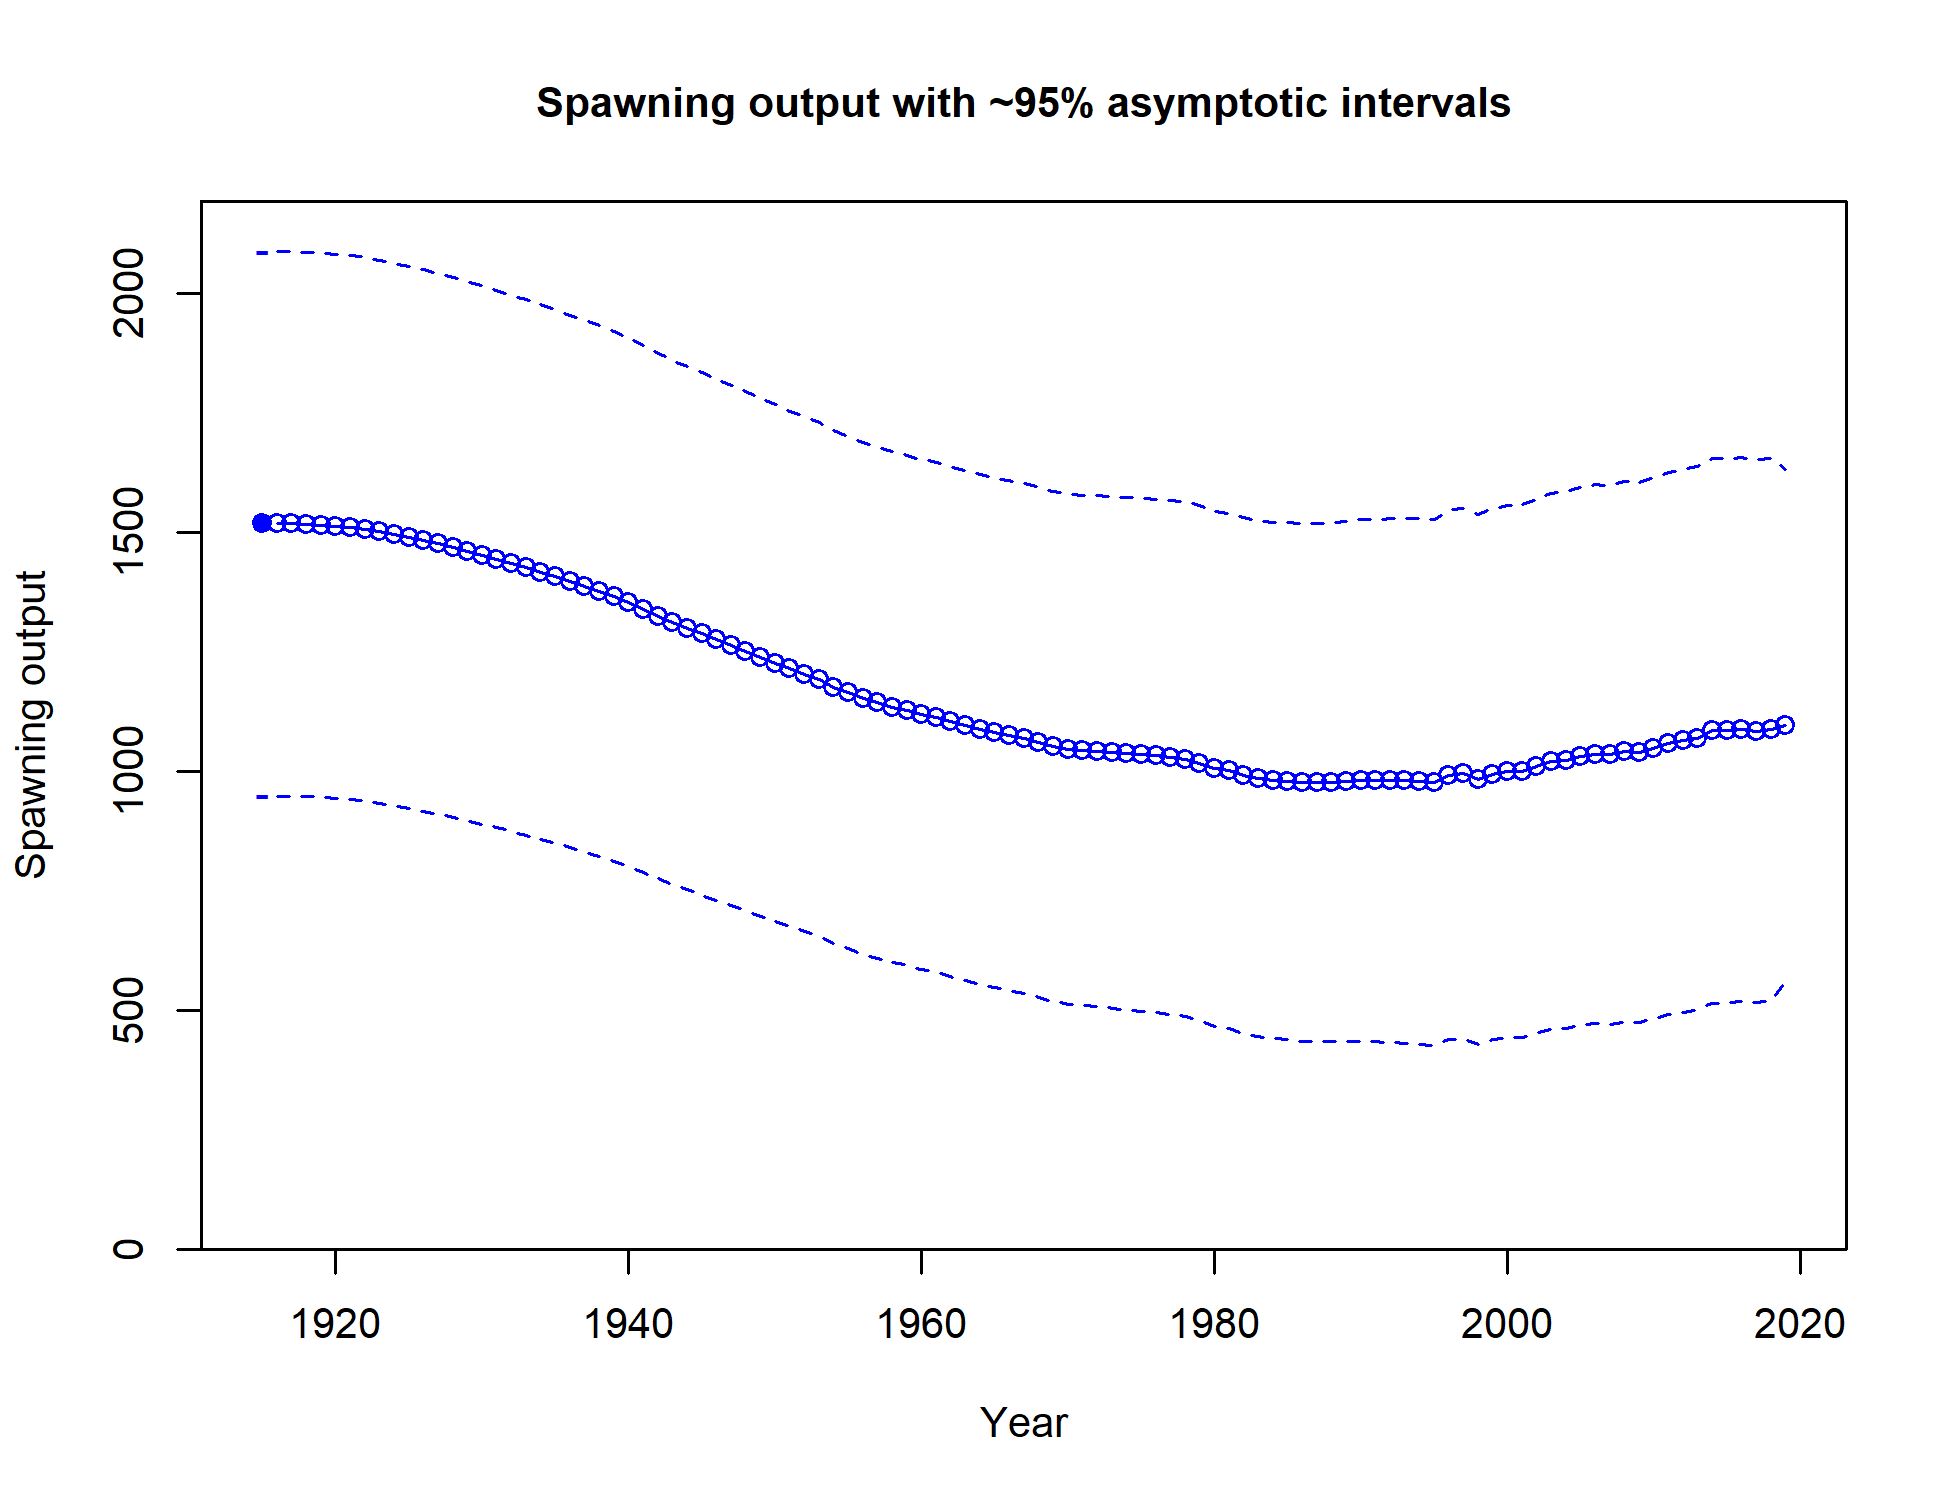 Spawning output with ~95% asymptotic intervals
Spawning output
2000
1500
1000
500
0
1920 1940 1960 1980 2000 2020
Year